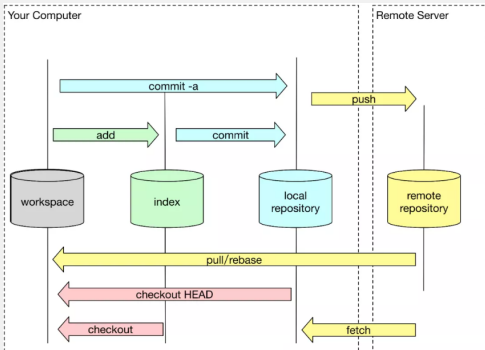 Your Computer
Remote Server
commit -a
push
add
commit
workspace
index
local
repository
remote
repository
pull/rebase
checkout HEAD
checkout
fetch